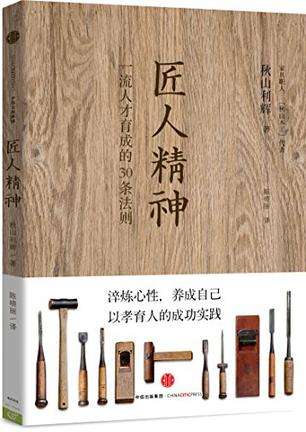 匠人精神
一流人才育成的30条法则
秋山利辉 著
陈晓丽 译
淬炼心性，养成自己
以孝育人的成功实践
中信出版集团·CHINA CITIC PRESS
匠人精神
秋山利辉 著
陈晓丽 译